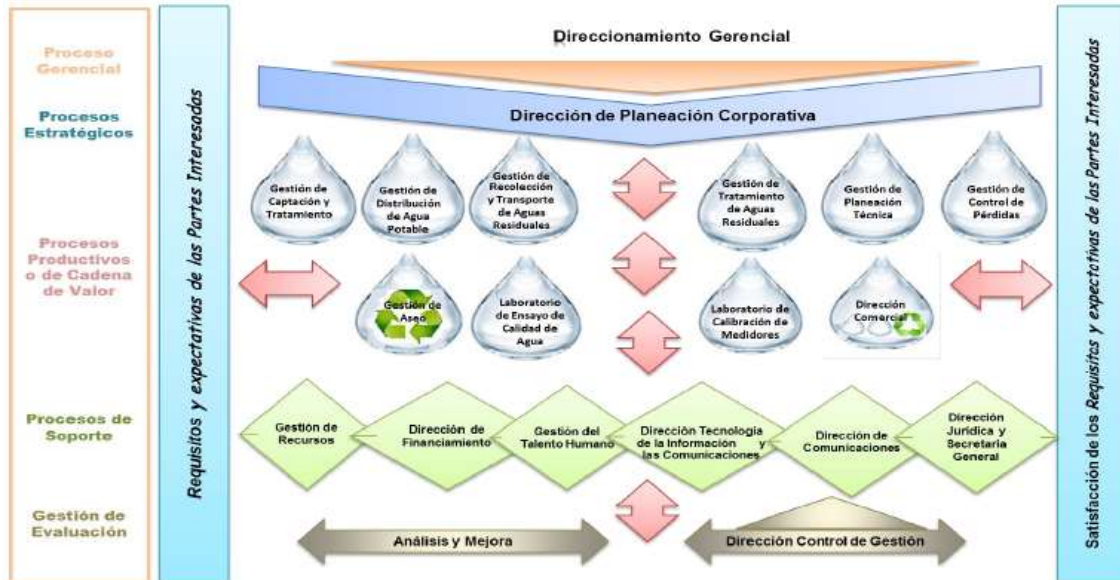 Proceso
Gerencial
Procesos
Estratégicos
Procesos
Productivos
o de Cadena
de Valor
Procesos de
Soporte
Gestión de
Evaluación
Requisitos y expectativas de las Partes Interesadas
Direccionamiento Gerencial
Dirección de Planeación Corporativa
Gestión de
Captación y
Tratamiento
Gestión de
Distribución
de Agua
Potable
Gestión de
Recolección
y Transporte
de Aguas
Residuales
Gestión de
Tratamiento
de Aguas
Residuales
Gestión de
Planeación
Técnica
Gestión de
Control de
Pérdidas
Gestión de
Aseo
Laboratorio
de Ensayo de
Calidad de
Agua
Laboratorio de
Calibración de
Medidores
Dirección
Comercial
Gestión de
Recursos
Dirección de
Financiamiento
Gestión del
Talento Humano
Dirección Tecnología
de la Información y
las Comunicaciones
Dirección de
Comunicaciones
Dirección
Jurídica y
Secretaria
General
Análisis y Mejora
Dirección Control de Gestión
Satisfacción de los Requisitos y expectativas de las Partes Interesadas